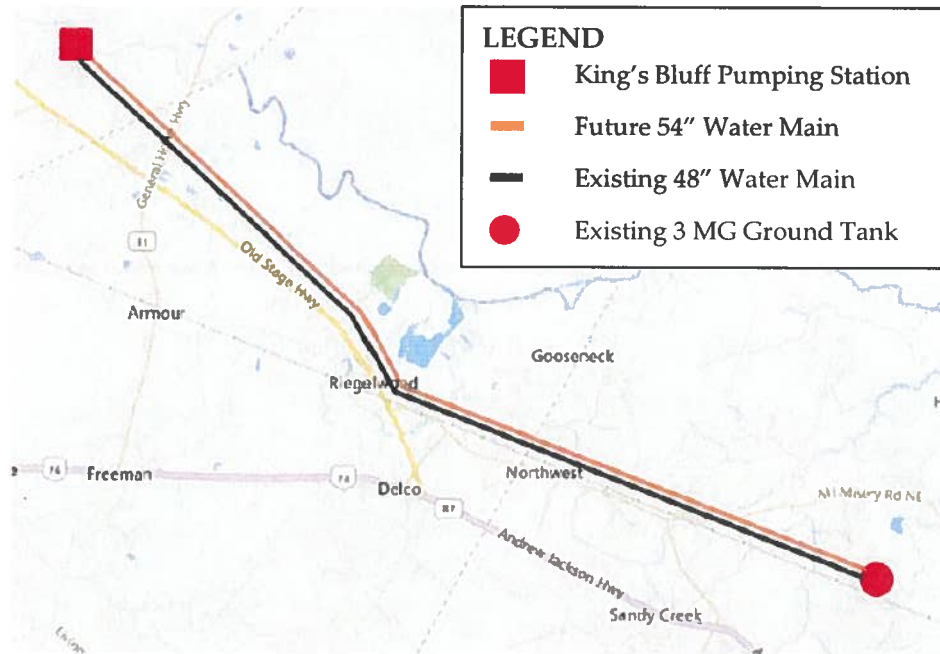 LEGEND
King's Bluff Pumping Station
Future 54" Water Main
Existing 48" Water Main
Existing 3 MG Ground Tank
Old Stage Hwy
Armour
Gooseneck
Riegelwood
Freeman
Delco
Northwest
87
Andrew Jackson Hwy
Sandy Creek